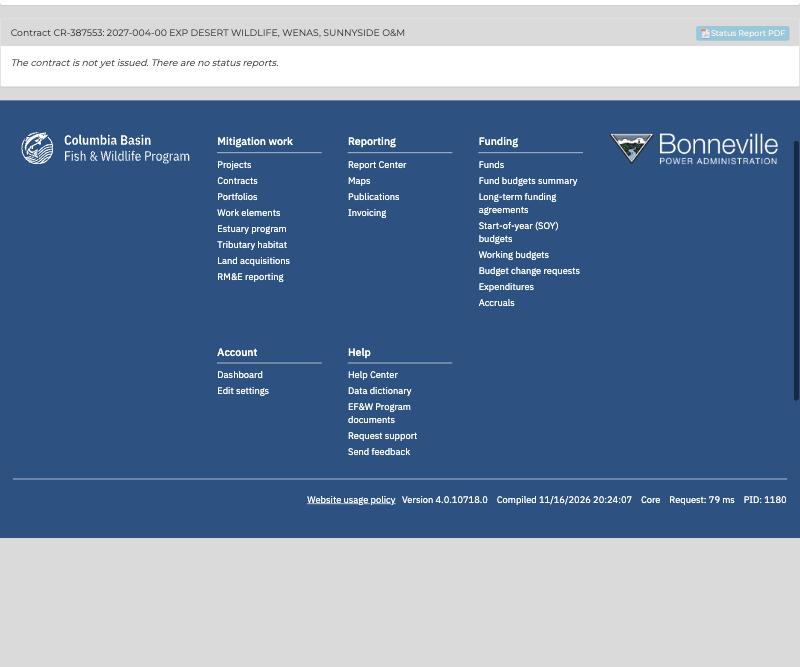 Contract CR-387553: 2027-004-00 EXP DESERT WILDLIFE, WENAS, SUNNYSIDE O&M
Status Report PDF
The contract is not yet issued. There are no status reports.
Columbia Basin
Fish & Wildlife Program
Mitigation work
Projects
Contracts
Portfolios
Work elements
Estuary program
Tributary habitat
Land acquisitions
RM&E reporting
Reporting
Report Center
Maps
Publications
Invoicing
Funding
Funds
Fund budgets summary
Long-term funding
agreements
Start-of-year (SOY)
budgets
Working budgets
Budget change requests
Expenditures
Accruals
Bonneville
POWER ADMINISTRATION
Account
Dashboard
Edit settings
Help
Help Center
Data dictionary
EF&W Program
documents
Request support
Send feedback
Website usage policy Version 4.0.10718.0 Compiled 11/16/2026 20:24:07 Core Request: 79 ms PID: 1180